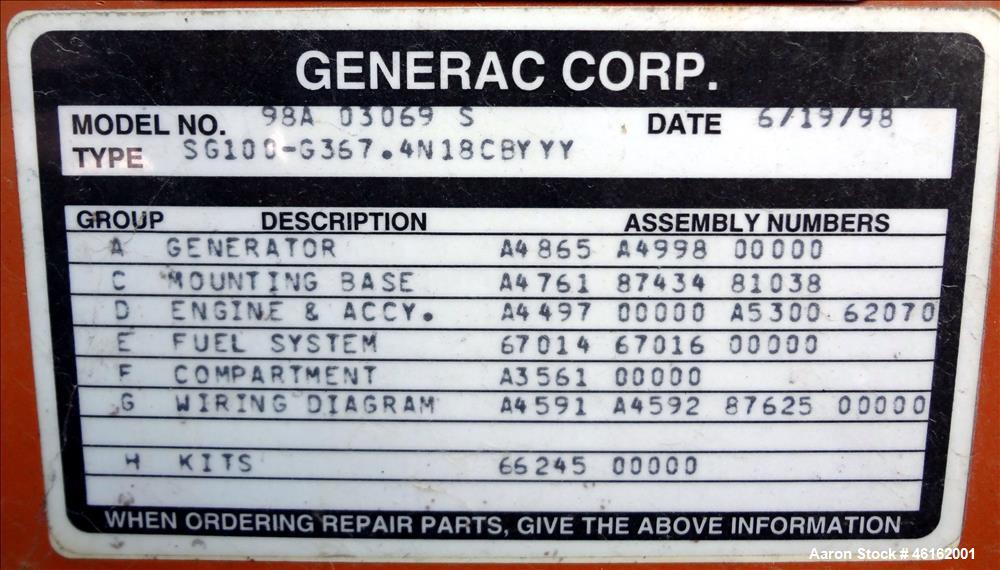 GENERAC CORP.
MODEL NO. 98A 03069 S DATE 6/19/98
TYPE SG100-G367.4N18CBYYY
GROUP DESCRIPTION ASSEMBLY NUMBERS
A GENERATOR A4865 A4998 00000
C MOUNTING BASE A4761 87434 81038
D ENGINE & ACCY. A4497 00000 A5300 62070
E FUEL SYSTEM 67014 67016 00000
F COMPARTMENT A3561 00000
G WIRING DIAGRAM A4591 A4592 87625 00000
H KITS 66245 00000
WHEN ORDERING REPAIR PARTS, GIVE THE ABOVE INFORMATION
Aaron Stock # 46162001